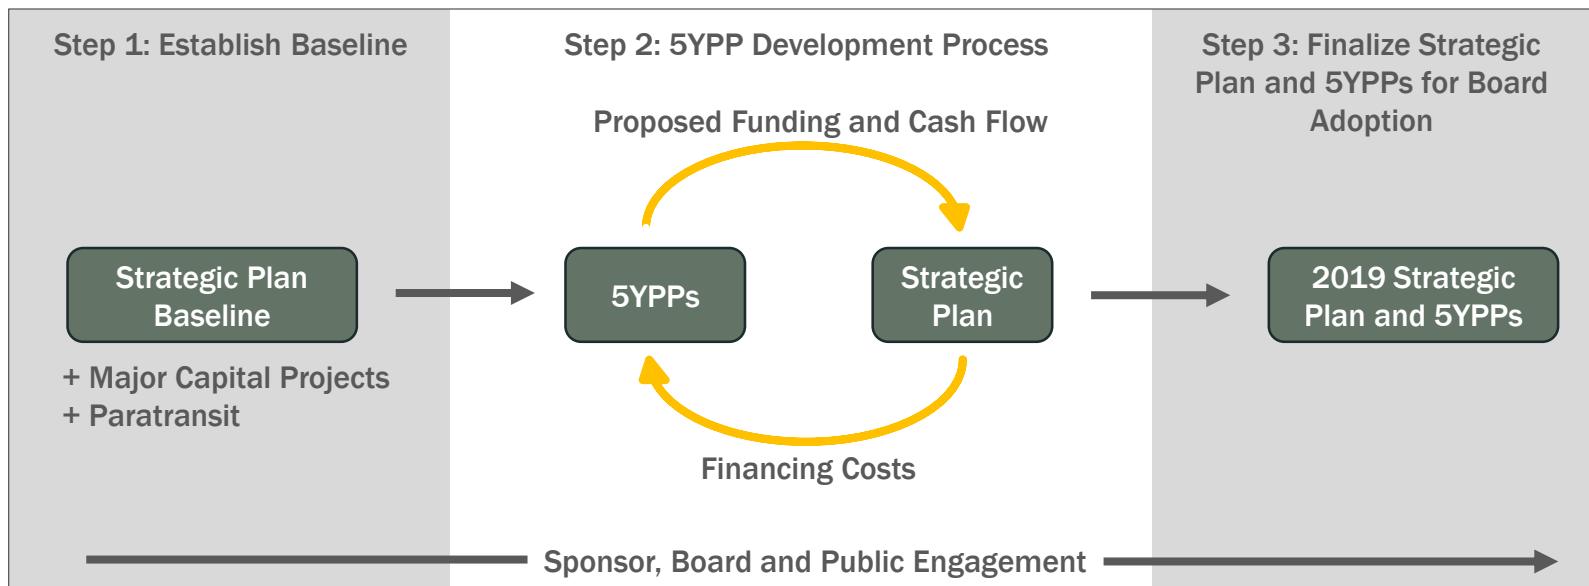 Step 1: Establish Baseline
Strategic Plan
Baseline
+ Major Capital Projects
+ Paratransit
Step 2: 5YPP Development Process
Proposed Funding and Cash Flow
5YPPs
Strategic
Plan
Financing Costs
Step 3: Finalize Strategic
Plan and 5YPPs for Board
Adoption
2019 Strategic
Plan and 5YPPs
Sponsor, Board and Public Engagement